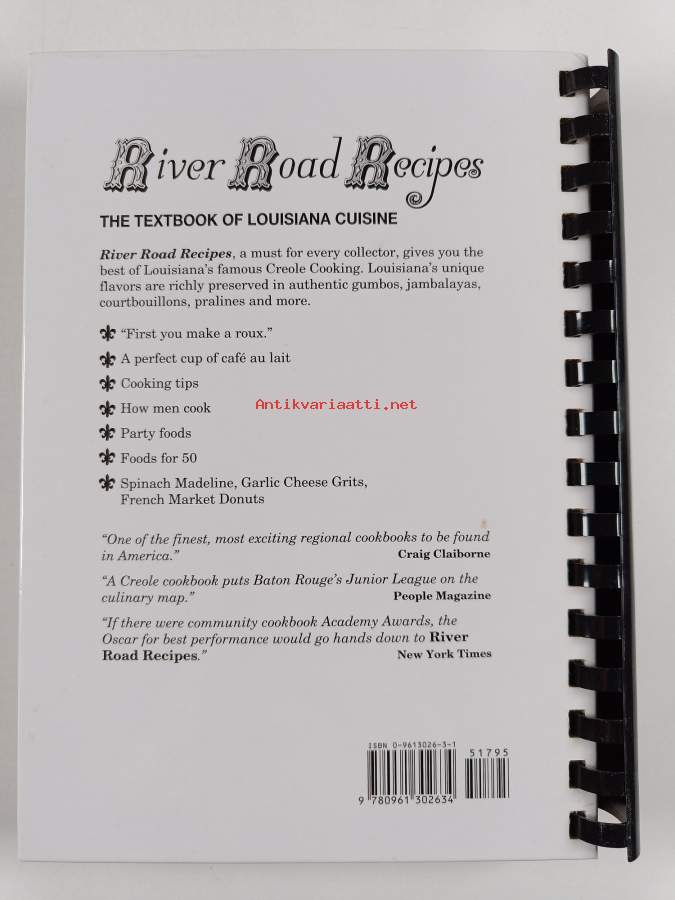 River Road Recipes
THE TEXTBOOK OF LOUISIANA CUISINE
River Road Recipes, a must for every collector, gives you the
best of Louisiana's famous Creole Cooking. Louisiana's unique
flavors are richly preserved in authentic gumbos, jambalayas,
courtbouillons, pralines and more.
“First you make a roux.”
A perfect cup of café au lait
Cooking tips
How men cook
Antikvariaatti.net
Party foods
Foods for 50
Spinach Madeline, Garlic Cheese Grits,
French Market Donuts
“One of the finest, most exciting regional cookbooks to be found
in America.” Craig Claiborne
“A Creole cookbook puts Baton Rouge's Junior League on the
culinary map.” People Magazine
“If there were community cookbook Academy Awards, the
Oscar for best performance would go hands down to River
Road Recipes.” New York Times
ISBN 0-9613026-3-1
51795
9 780961 302634